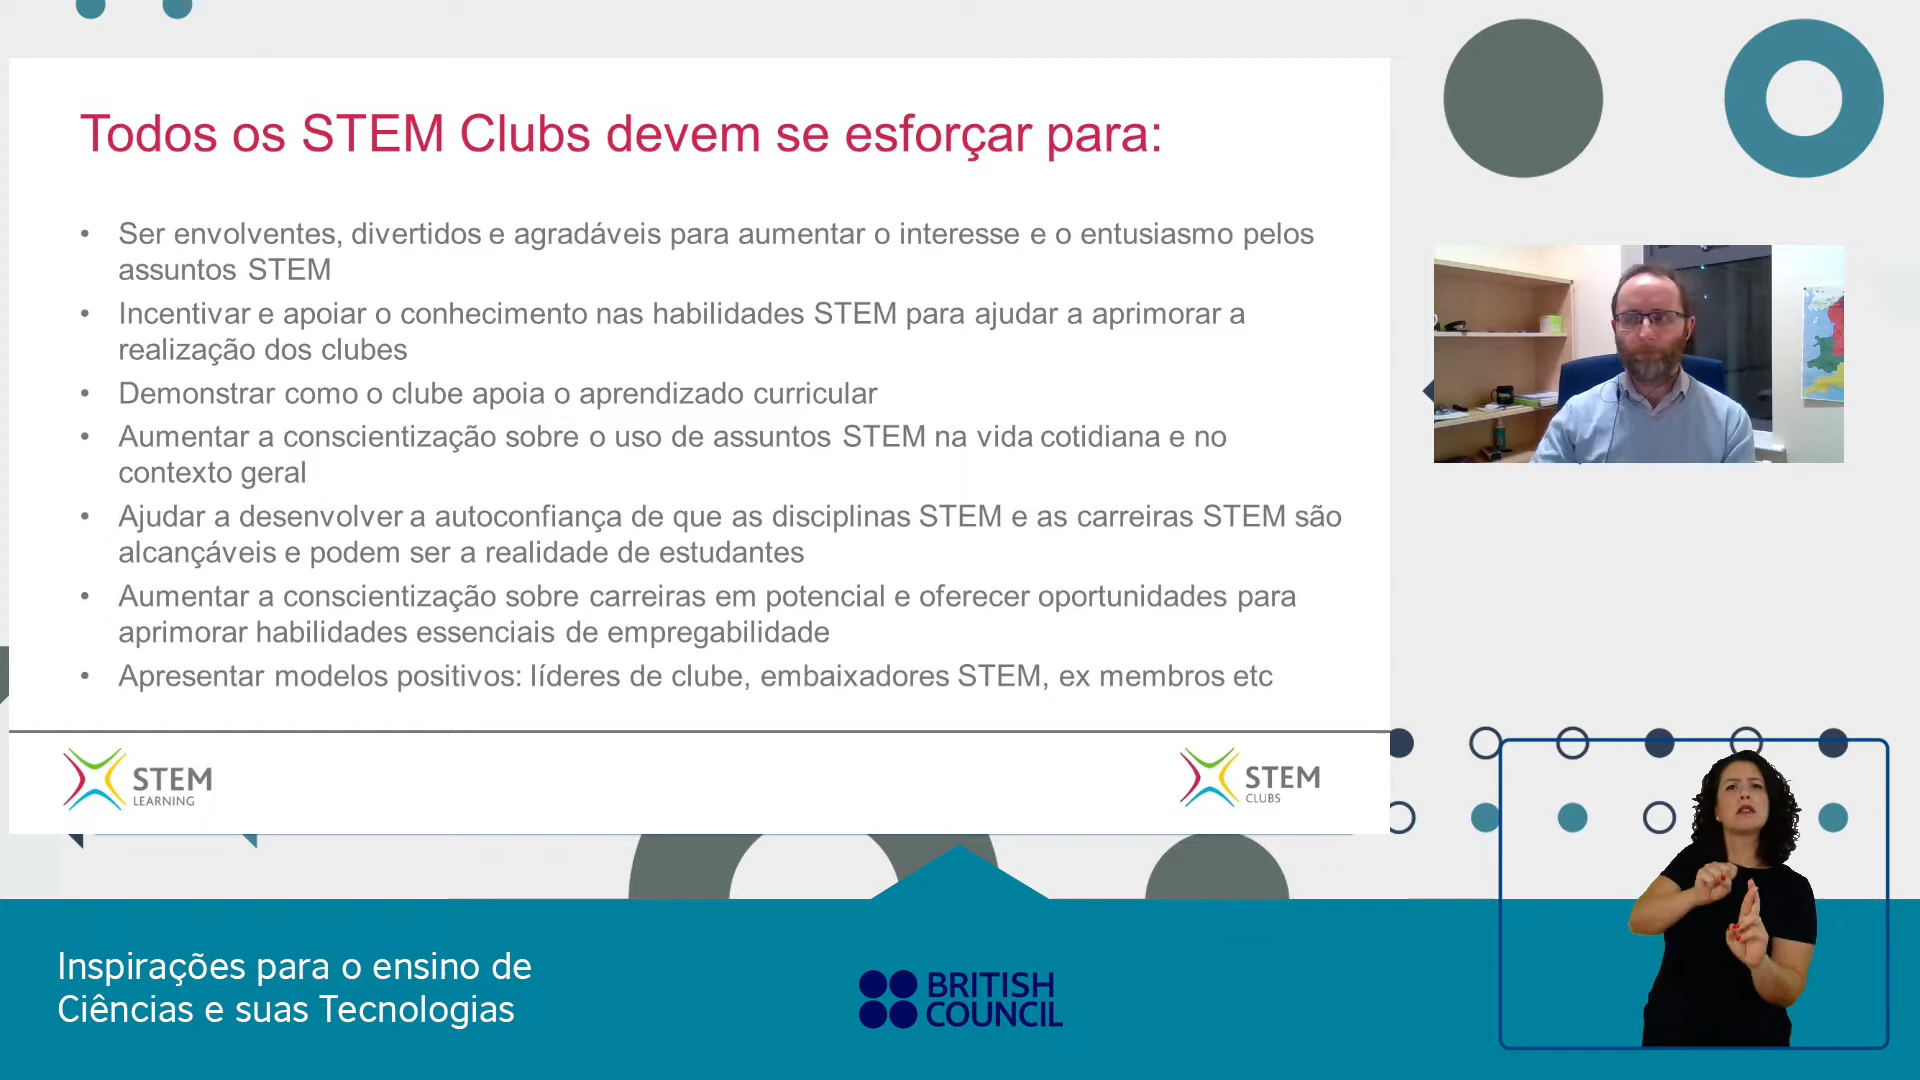 Todos os STEM Clubs devem se esforçar para:
• Ser envolventes, divertidos e agradáveis para aumentar o interesse e o entusiasmo pelos
assuntos STEM
• Incentivar e apoiar o conhecimento nas habilidades STEM para ajudar a aprimorar a
realização dos clubes
• Demonstrar como o clube apoia o aprendizado curricular
• Aumentar a conscientização sobre o uso de assuntos STEM na vida cotidiana e no
contexto geral
• Ajudar a desenvolver a autoconfiança de que as disciplinas STEM e as carreiras STEM são
alcançáveis e podem ser a realidade de estudantes
• Aumentar a conscientização sobre carreiras em potencial e oferecer oportunidades para
aprimorar habilidades essenciais de empregabilidade
• Apresentar modelos positivos: líderes de clube, embaixadores STEM, ex membros etc
STEM
LEARNING
STEM
CLUBS
Inspirações para o ensino de
Ciências e suas Tecnologias
BRITISH
COUNCIL